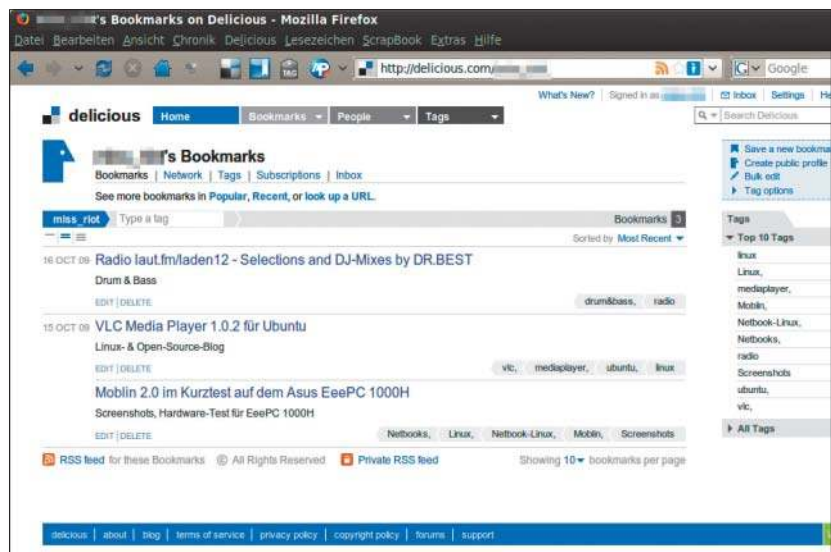 's Bookmarks on Delicious - Mozilla Firefox
Datei Bearbeiten Ansicht Chronik Delicious Lesezeichen ScrapBook Extras Hilfe
TAG http://delicious.com/ G Google
What's New? Signed in as Inbox Settings He
delicious Home Bookmarks People Tags Search Delicious
's Bookmarks
Bookmarks | Network | Tags | Subscriptions | Inbox
See more bookmarks in Popular, Recent, or look up a URL.
Save a new bookma
Create public profile
Bulk edit
Tag options
miss_riot Type a tag Bookmarks 3
Sorted by Most Recent
16 OCT 09 Radio laut.fm/laden12 - Selections and DJ-Mixes by DR.BEST
Drum & Bass
EDIT | DELETE drum&bass, radio
15 OCT 09 VLC Media Player 1.0.2 für Ubuntu
Linux- & Open-Source-Blog
EDIT | DELETE vlc, mediaplayer, ubuntu, linux
Moblin 2.0 im Kurztest auf dem Asus EeePC 1000H
Screenshots, Hardware-Test für EeePC 1000H
EDIT | DELETE Netbooks, Linux, Netbook-Linux, Moblin, Screenshots
RSS feed for these Bookmarks © All Rights Reserved Private RSS feed Showing 10 bookmarks per page
Tags
Top 10 Tags
linux
Linux,
mediaplayer,
Moblin,
Netbook-Linux,
Netbooks,
radio
Screenshots
ubuntu,
vlc,
All Tags
delicious | about | blog | terms of service | privacy policy | copyright policy | forums | support